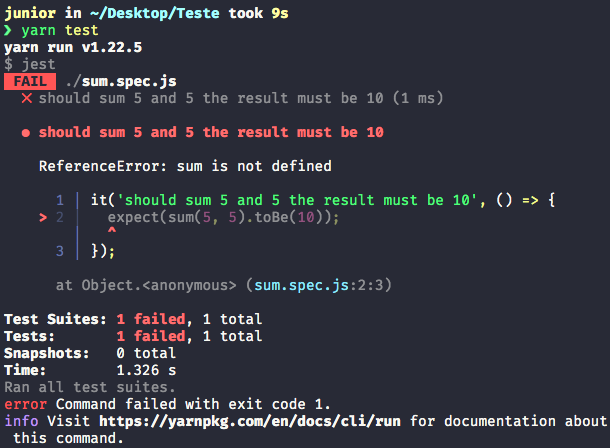 junior in ~/Desktop/Teste took 9s
❯ yarn test
yarn run v1.22.5
$ jest
FAIL ./sum.spec.js
✕ should sum 5 and 5 the result must be 10 (1 ms)
● should sum 5 and 5 the result must be 10
ReferenceError: sum is not defined
1 | it('should sum 5 and 5 the result must be 10', () => {
> 2 | expect(sum(5, 5).toBe(10));
| ^
3 | });
at Object.<anonymous> (sum.spec.js:2:3)
Test Suites: 1 failed, 1 total
Tests: 1 failed, 1 total
Snapshots: 0 total
Time: 1.326 s
Ran all test suites.
error Command failed with exit code 1.
info Visit https://yarnpkg.com/en/docs/cli/run for documentation about
this command.